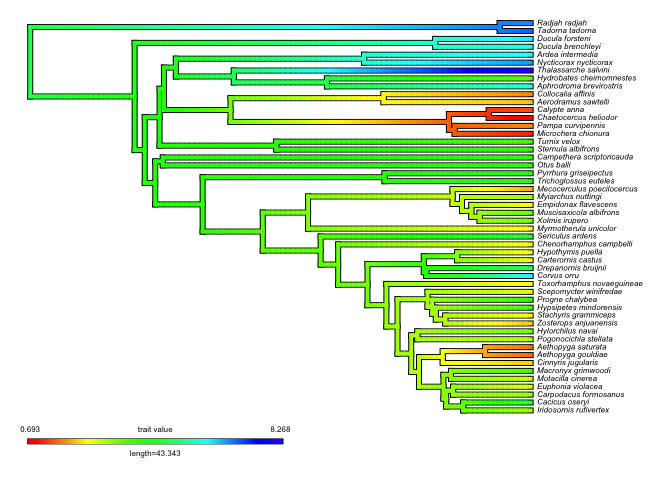 Radjah radjah
Tadorna tadorna
Ducula forsteni
Ducula brenchleyi
Ardea intermedia
Nycticorax nycticorax
Thalassarche salvini
Hydrobates cheimomnestes
Aphrodroma brevirostris
Collocalia affinis
Aerodramus sawtelli
Calypte anna
Chaetocercus heliodor
Pampa curvipennis
Microchera chionura
Turnix velox
Sternula albifrons
Campethera scriptoricauda
Otus balli
Pyrrhura griseipectus
Trichoglossus euteles
Mecocerculus poecilocercus
Myiarchus nuttingi
Empidonax flavescens
Muscisaxicola albifrons
Xolmis irupero
Myrmotherula unicolor
Sericulus ardens
Chenorhamphus campbelli
Hypothymis puella
Carterornis castus
Drepanornis bruijnii
Corvus orru
Toxorhamphus novaeguineae
Scepomycter winifredae
Progne chalybea
Hypsipetes mindorensis
Stachyris grammiceps
Zosterops anjuanensis
Hylorchilus navai
Pogonocichla stellata
Aethopyga saturata
Aethopyga gouldiae
Cinnyris jugularis
Macronyx grimwoodi
Motacilla cinerea
Euphonia violacea
Carpodacus formosanus
Cacicus oseryi
Iridosornis rufivertex
0.693 trait value 8.268
length=43.343